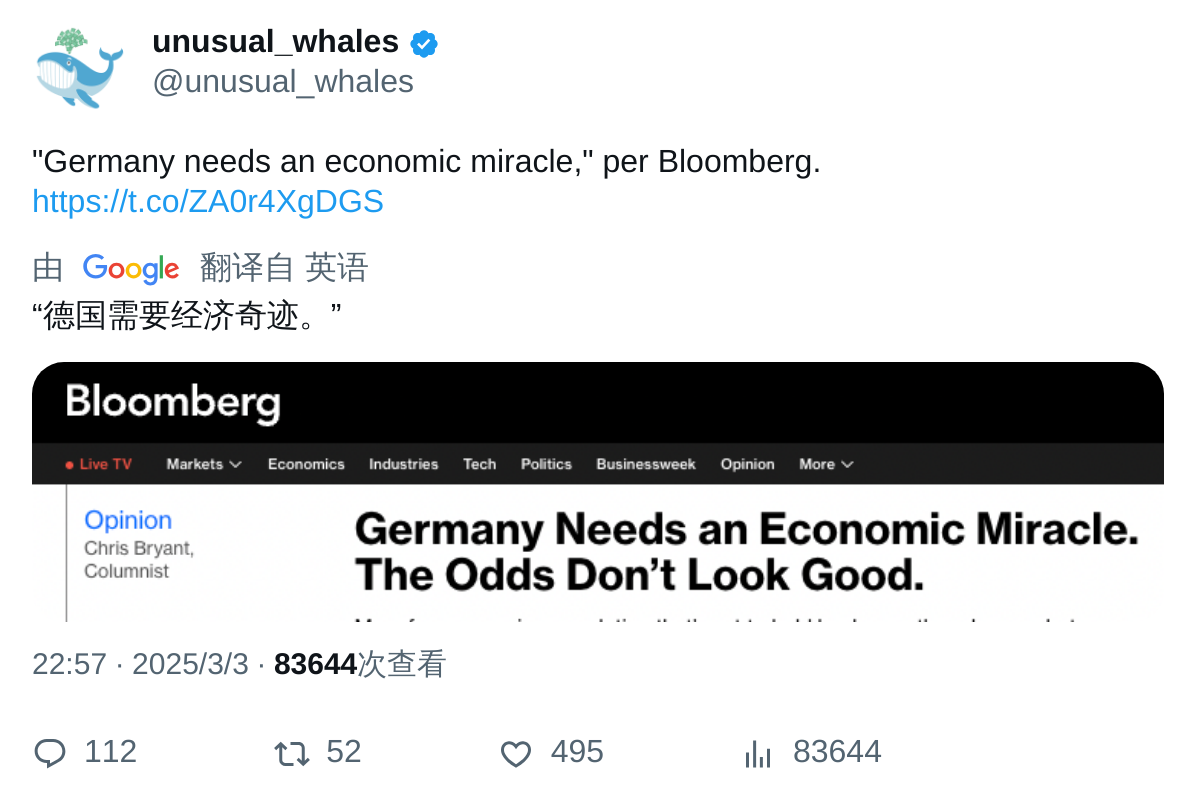 unusual_whales
@unusual_whales
"Germany needs an economic miracle," per Bloomberg.
https://t.co/ZA0r4XgDGS
由 Google 翻译自 英语
“德国需要经济奇迹。”
Bloomberg
Live TV Markets Economics Industries Tech Politics Businessweek Opinion More
Opinion
Chris Bryant,
Columnist
Germany Needs an Economic Miracle.
The Odds Don’t Look Good.
22:57 · 2025/3/3 · 83644次查看
112 52 495 83644